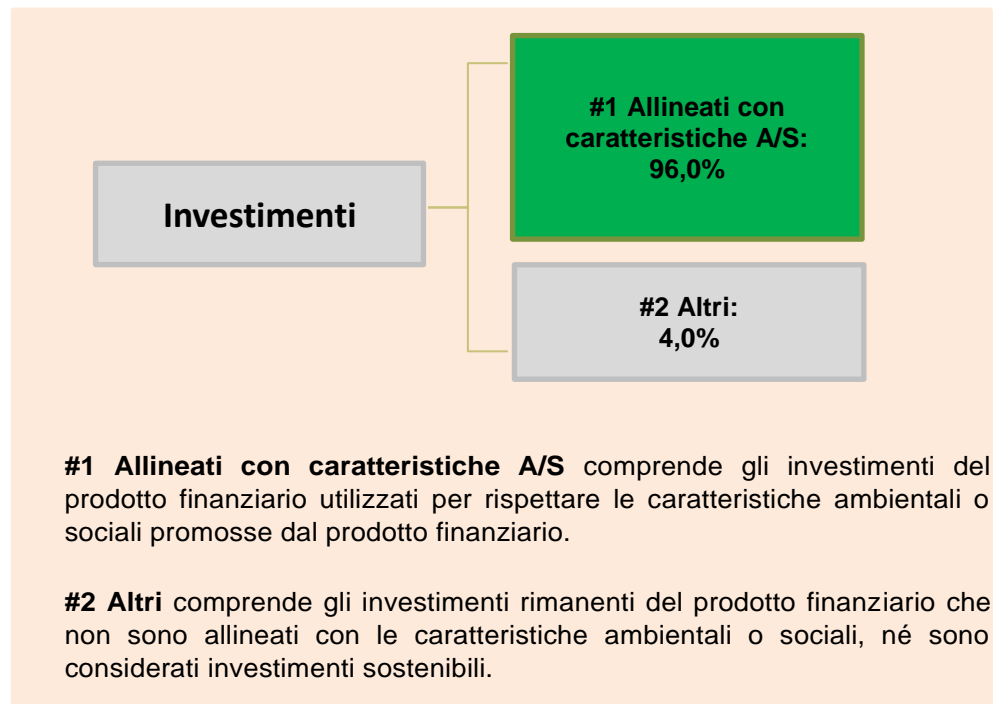 #1 Allineati con
caratteristiche A/S:
96,0%
Investimenti
#2 Altri:
4,0%
#1 Allineati con caratteristiche A/S comprende gli investimenti del
prodotto finanziario utilizzati per rispettare le caratteristiche ambientali o
sociali promosse dal prodotto finanziario.
#2 Altri comprende gli investimenti rimanenti del prodotto finanziario che
non sono allineati con le caratteristiche ambientali o sociali, né sono
considerati investimenti sostenibili.